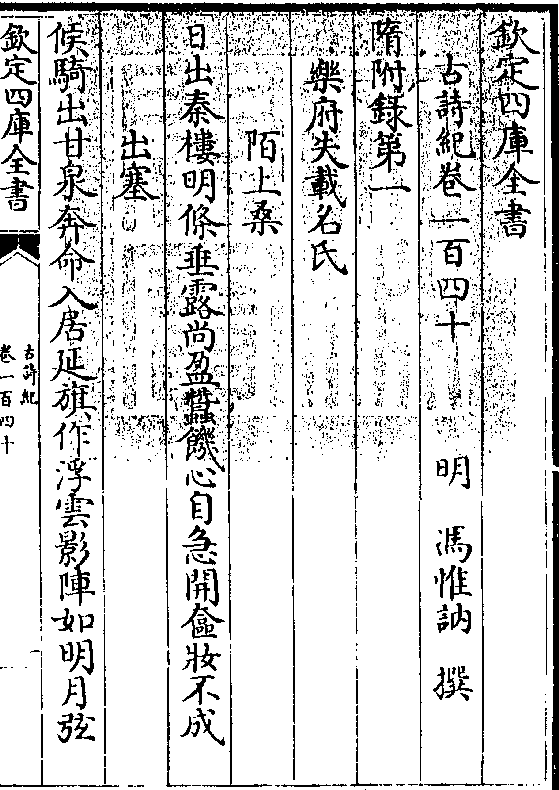 欽定四庫全書
古詩紀卷一百四十　明　馮惟訥　撰
隋附録第一
樂府失載名氏
陌上桑
日出秦樓明條垂露尚盈蠶饑心自急開奩妝不成
出塞
候騎出甘泉奔命入居延旗作浮雲影陣如明月弦
欽定四庫全書
古詩紀
卷一百四十